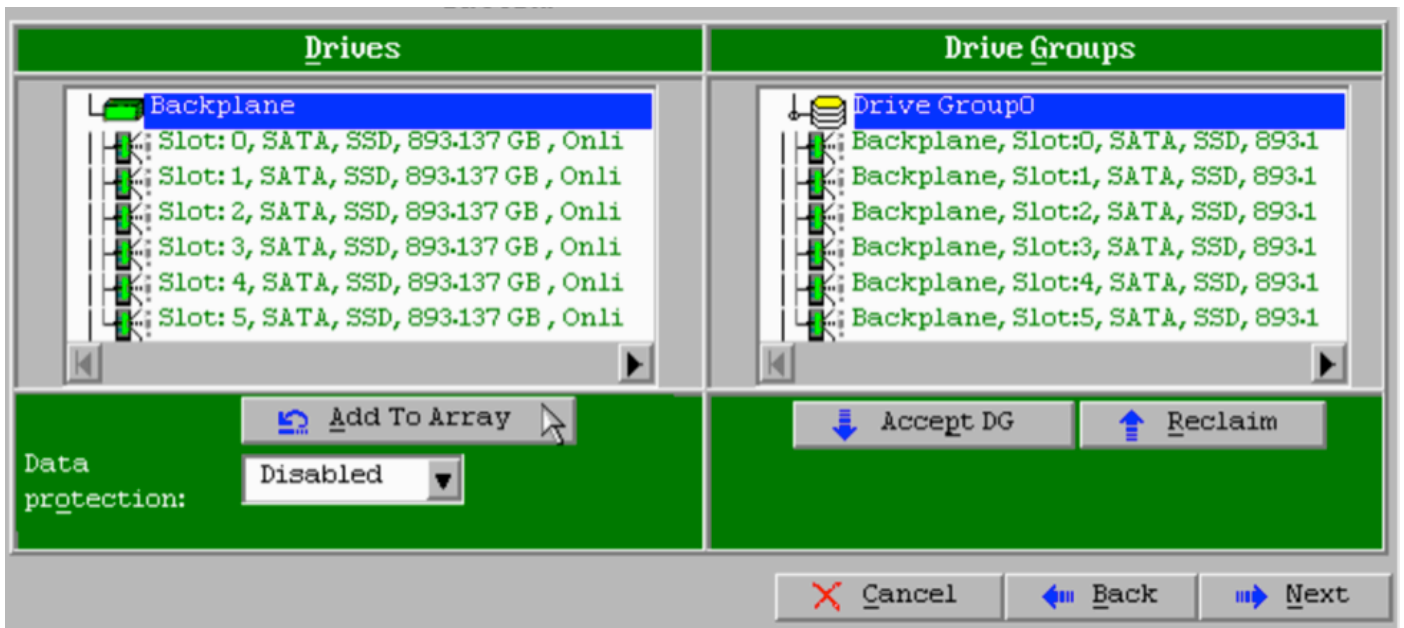 Drives
Drive Groups
Backplane
Slot: 0, SATA, SSD, 893.137 GB , Onli
Slot: 1, SATA, SSD, 893.137 GB , Onli
Slot: 2, SATA, SSD, 893.137 GB , Onli
Slot: 3, SATA, SSD, 893.137 GB , Onli
Slot: 4, SATA, SSD, 893.137 GB , Onli
Slot: 5, SATA, SSD, 893.137 GB , Onli
Drive Group0
Backplane, Slot:0, SATA, SSD, 893.1
Backplane, Slot:1, SATA, SSD, 893.1
Backplane, Slot:2, SATA, SSD, 893.1
Backplane, Slot:3, SATA, SSD, 893.1
Backplane, Slot:4, SATA, SSD, 893.1
Backplane, Slot:5, SATA, SSD, 893.1
Add To Array
Data
protection:
Disabled
Accept DG
Reclaim
Cancel
Back
Next